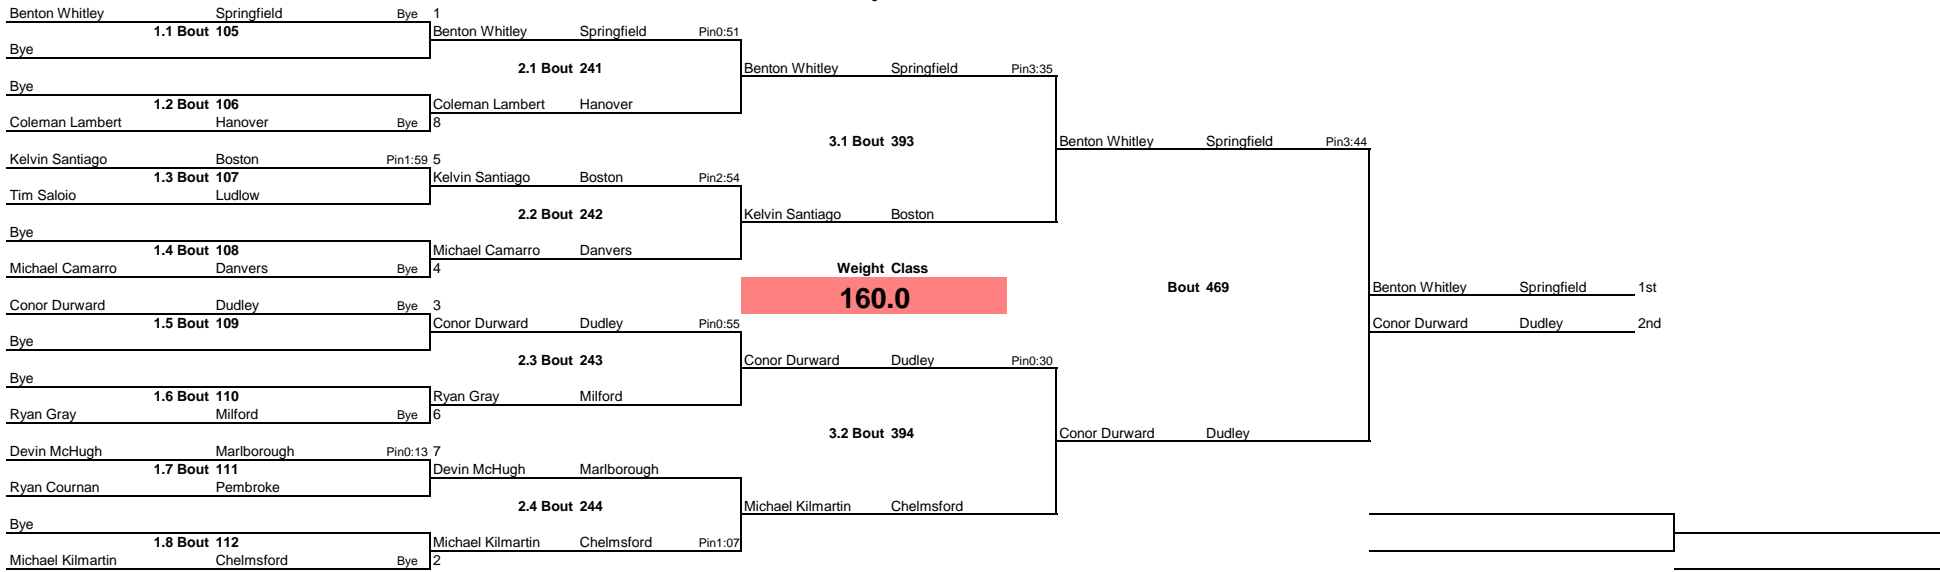 Benton Whitley Springfield Bye 1
1.1 Bout 105 Benton Whitley Springfield Pin0:51
Bye
2.1 Bout 241 Benton Whitley Springfield Pin3:35
Bye
1.2 Bout 106 Coleman Lambert Hanover
Coleman Lambert Hanover Bye 8
3.1 Bout 393 Benton Whitley Springfield Pin3:44
Kelvin Santiago Boston Pin1:59 5
1.3 Bout 107 Kelvin Santiago Boston Pin2:54
Tim Saloio Ludlow
2.2 Bout 242 Kelvin Santiago Boston
Bye
1.4 Bout 108 Michael Camarro Danvers
Michael Camarro Danvers Bye 4 Weight Class
Bout 469 Benton Whitley Springfield 1st
160.0
Conor Durward Dudley Bye 3
1.5 Bout 109 Conor Durward Dudley Pin0:55 Conor Durward Dudley 2nd
Bye
2.3 Bout 243 Conor Durward Dudley Pin0:30
Bye
1.6 Bout 110 Ryan Gray Milford
Ryan Gray Milford Bye 6
3.2 Bout 394 Conor Durward Dudley
Devin McHugh Marlborough Pin0:13 7
1.7 Bout 111 Devin McHugh Marlborough
Ryan Cournan Pembroke
2.4 Bout 244 Michael Kilmartin Chelmsford
Bye
1.8 Bout 112 Michael Kilmartin Chelmsford Pin1:07
Michael Kilmartin Chelmsford Bye 2